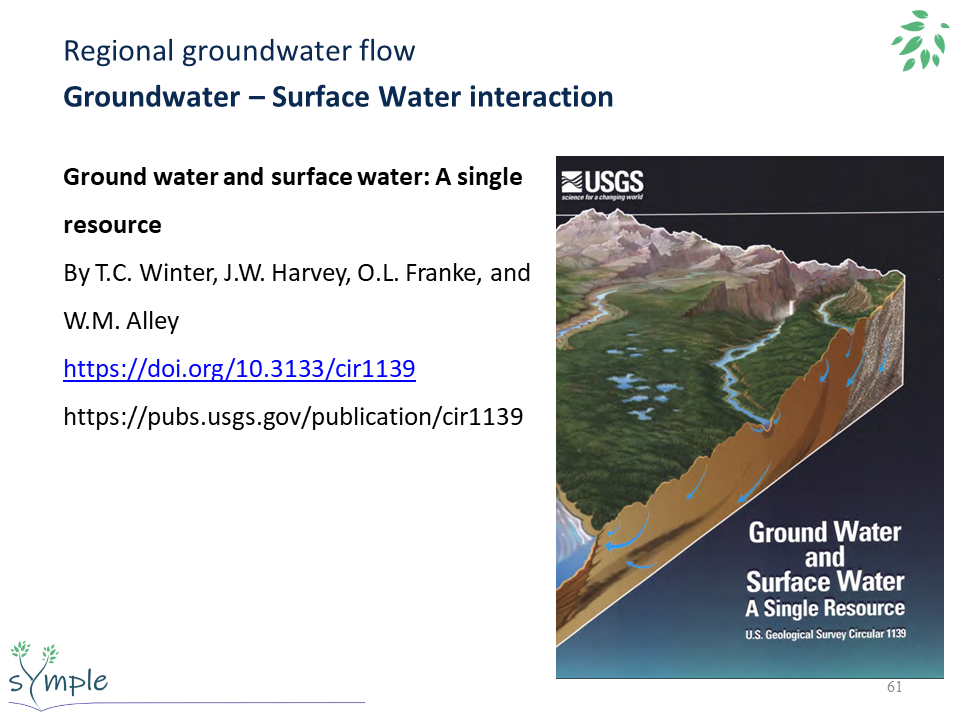 Regional groundwater flow
Groundwater – Surface Water interaction
Ground water and surface water: A single
resource
By T.C. Winter, J.W. Harvey, O.L. Franke, and
W.M. Alley
https://doi.org/10.3133/cir1139
https://pubs.usgs.gov/publication/cir1139
USGS
science for a changing world
Ground Water
and
Surface Water
A Single Resource
U.S. Geological Survey Circular 1139
symple
61